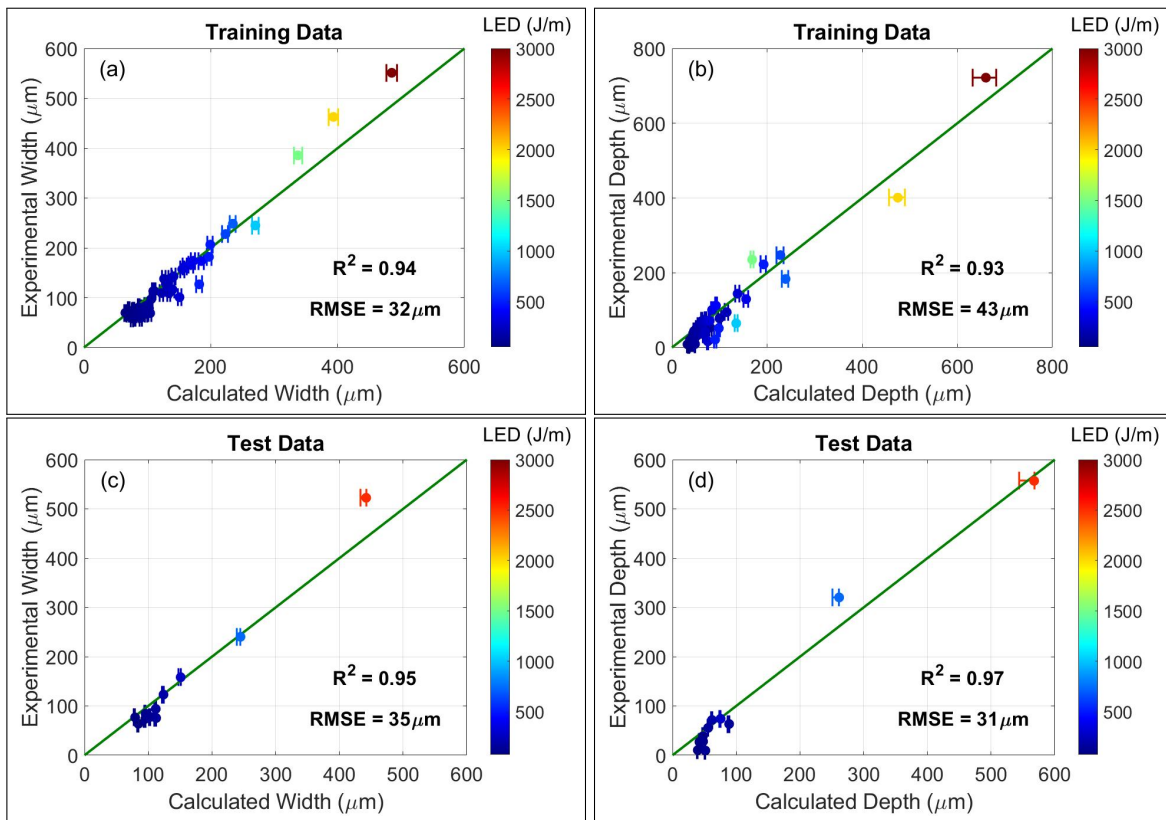 Training Data
LED (J/m)
(a)
Experimental Width (μm)
600
500
400
300
200
100
0
R² = 0.94
RMSE = 32μm
0 200 400 600
Calculated Width (μm)
3000
2500
2000
1500
1000
500
Training Data
LED (J/m)
(b)
Experimental Depth (μm)
800
600
400
200
0
R² = 0.93
RMSE = 43μm
0 200 400 600 800
Calculated Depth (μm)
3000
2500
2000
1500
1000
500
Test Data
LED (J/m)
(c)
Experimental Width (μm)
600
500
400
300
200
100
0
R² = 0.95
RMSE = 35μm
0 100 200 300 400 500 600
Calculated Width (μm)
3000
2500
2000
1500
1000
500
Test Data
LED (J/m)
(d)
Experimental Depth (μm)
600
500
400
300
200
100
0
R² = 0.97
RMSE = 31μm
0 100 200 300 400 500 600
Calculated Depth (μm)
3000
2500
2000
1500
1000
500